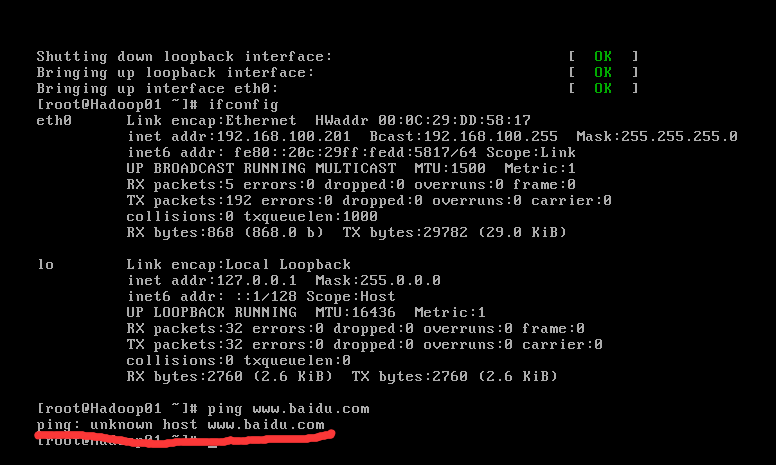 Shutting down loopback interface: [ OK ]
Bringing up loopback interface: [ OK ]
Bringing up interface eth0: [ OK ]
[root@Hadoop01 ~]# ifconfig
eth0 Link encap:Ethernet HWaddr 00:0C:29:DD:58:17
inet addr:192.168.100.201 Bcast:192.168.100.255 Mask:255.255.255.0
inet6 addr: fe80::20c:29ff:fedd:5817/64 Scope:Link
UP BROADCAST RUNNING MULTICAST MTU:1500 Metric:1
RX packets:5 errors:0 dropped:0 overruns:0 frame:0
TX packets:192 errors:0 dropped:0 overruns:0 carrier:0
collisions:0 txqueuelen:1000
RX bytes:868 (868.0 b) TX bytes:29782 (29.0 KiB)
lo Link encap:Local Loopback
inet addr:127.0.0.1 Mask:255.0.0.0
inet6 addr: ::1/128 Scope:Host
UP LOOPBACK RUNNING MTU:16436 Metric:1
RX packets:32 errors:0 dropped:0 overruns:0 frame:0
TX packets:32 errors:0 dropped:0 overruns:0 carrier:0
collisions:0 txqueuelen:0
RX bytes:2760 (2.6 KiB) TX bytes:2760 (2.6 KiB)
[root@Hadoop01 ~]# ping www.baidu.com
ping: unknown host www.baidu.com
[root@Hadoop01 ~]# _